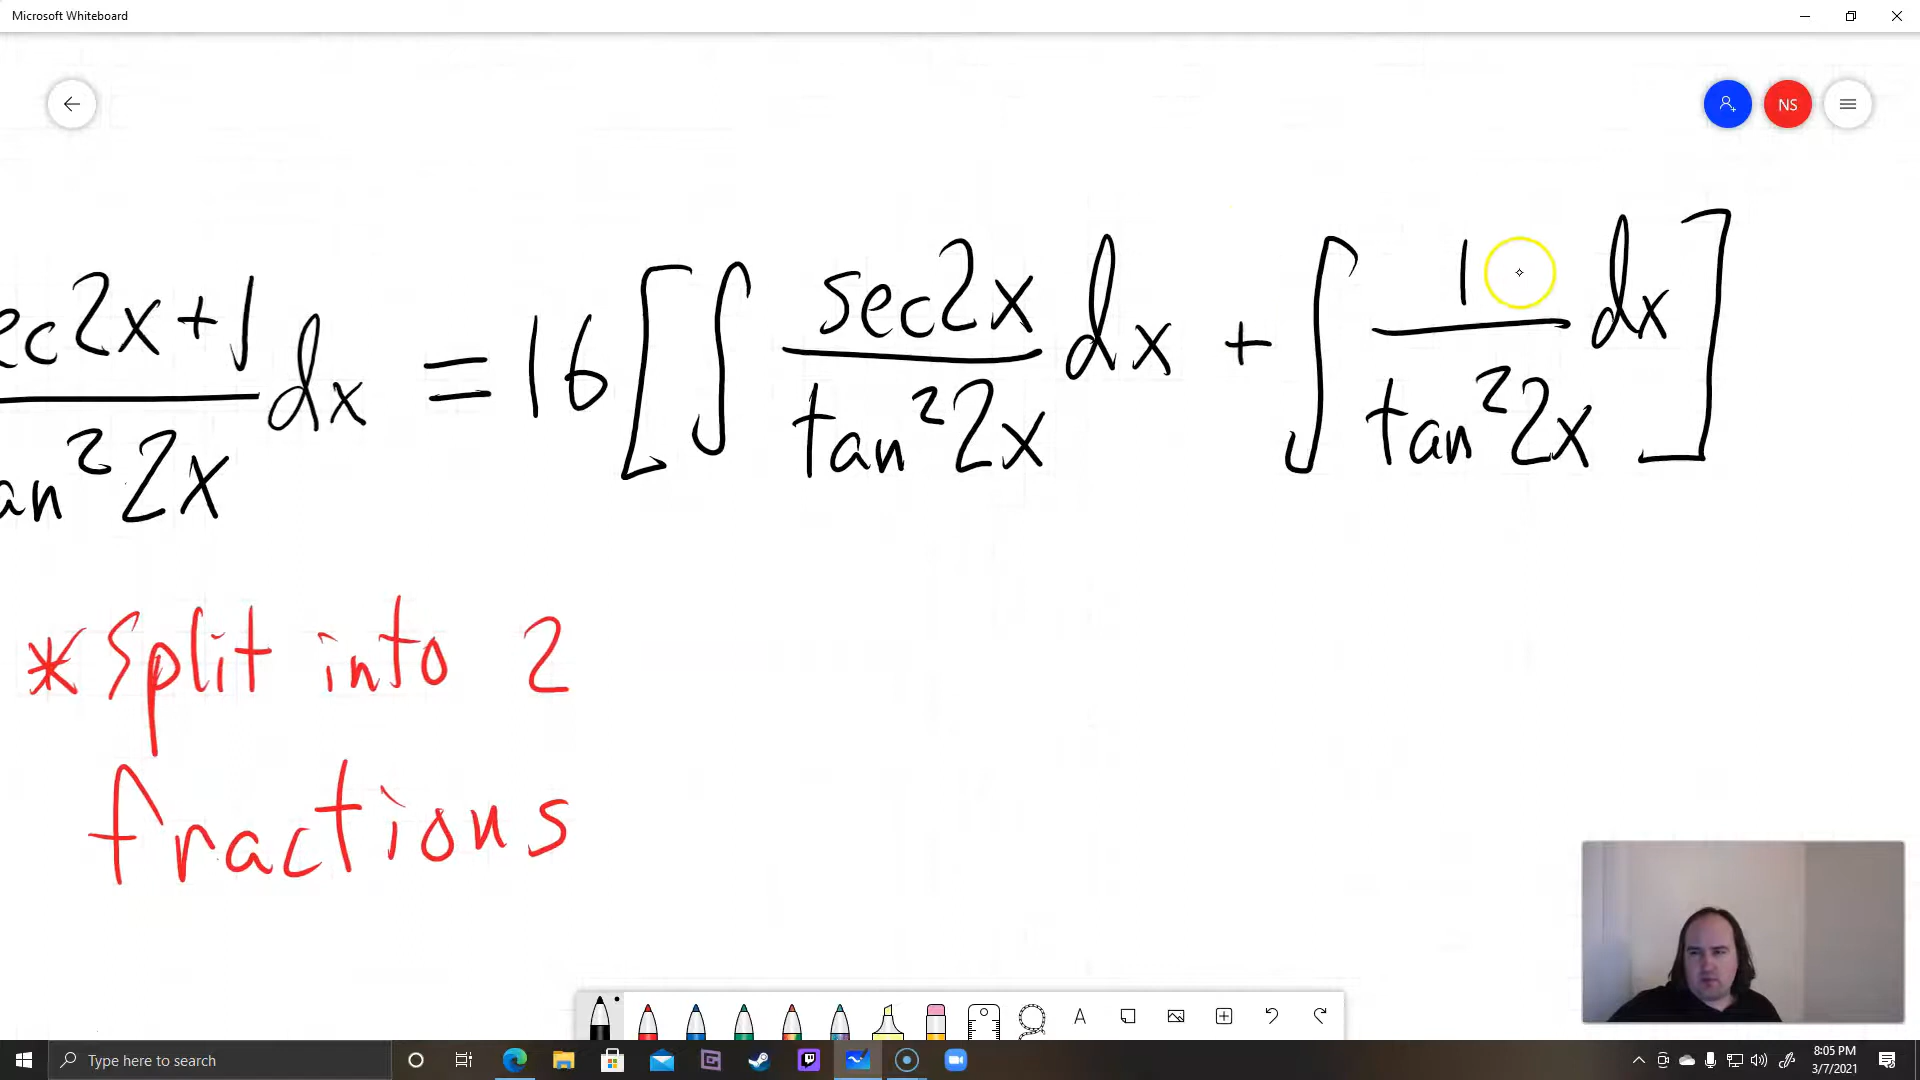 Microsoft Whiteboard
NS
ec2x+1/an²2x dx = 16[∫ sec2x/tan²2x dx + ∫ 1/tan²2x dx]
*Split into 2
fractions
A
Type here to search
8:05 PM
3/7/2021